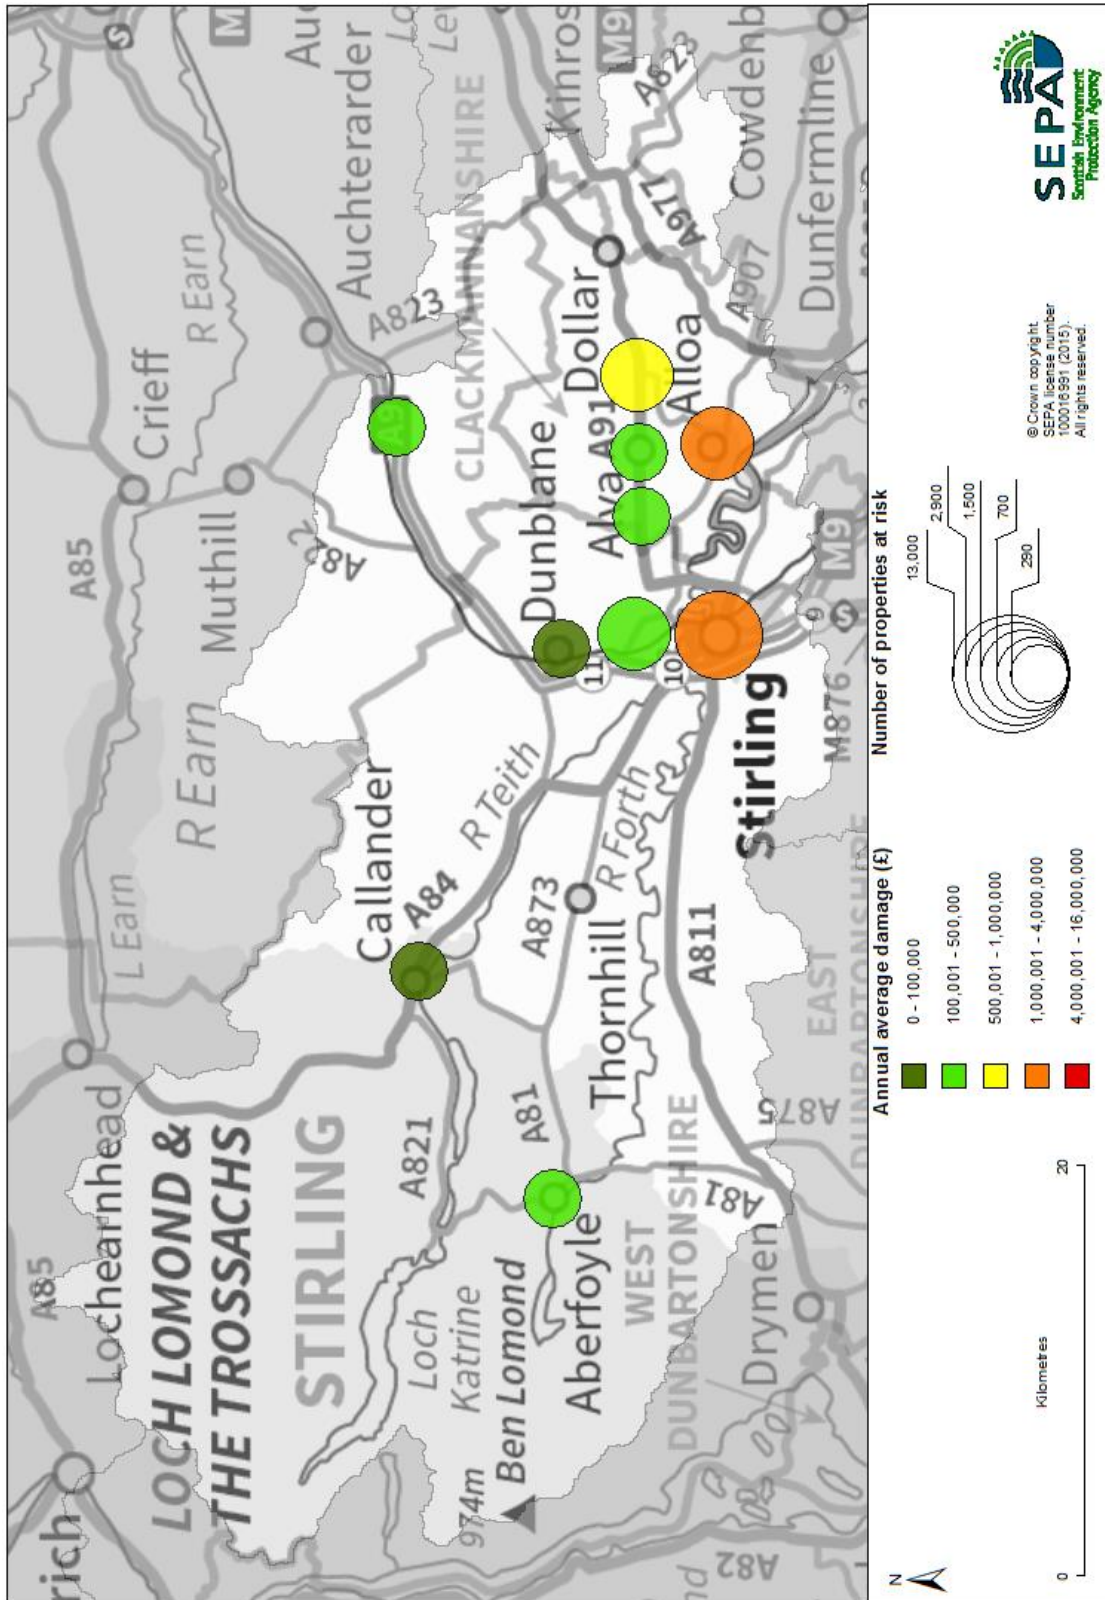 rich
A85
Lochearnhead
L Earn
A85
Crieff
LOCH LOMOND &
THE TROSSACHS
R Earn
Muthill
R Earn
STIRLING
Auchterarder
A823
Callander
A84
A821
Loch
Katrine
974m
Ben Lomond
CLACKMANNANSHIRE
R Teith
Dunblane
Dollar
Kinros
A81
A873
Aberfoyle
Thornhill
R Forth
11
Alva
A91
M90
WEST
DUNBARTONSHIRE
A811
10
Alloa
A977
A823
A82
A81
Drymen
Stirling
A907
Cowdenb
A875
EAST
DUNBARTONSHIRE
M876
9
S
M9
Dunfermline
N
0
20
Kilometres
Annual average damage (£)
0 - 100,000
100,001 - 500,000
500,001 - 1,000,000
1,000,001 - 4,000,000
4,000,001 - 16,000,000
Number of properties at risk
13,000
2,900
1,500
700
290
© Crown copyright.
SEPA license number
100016991 (2015).
All rights reserved.
SEPA
Scottish Environment
Protection Agency